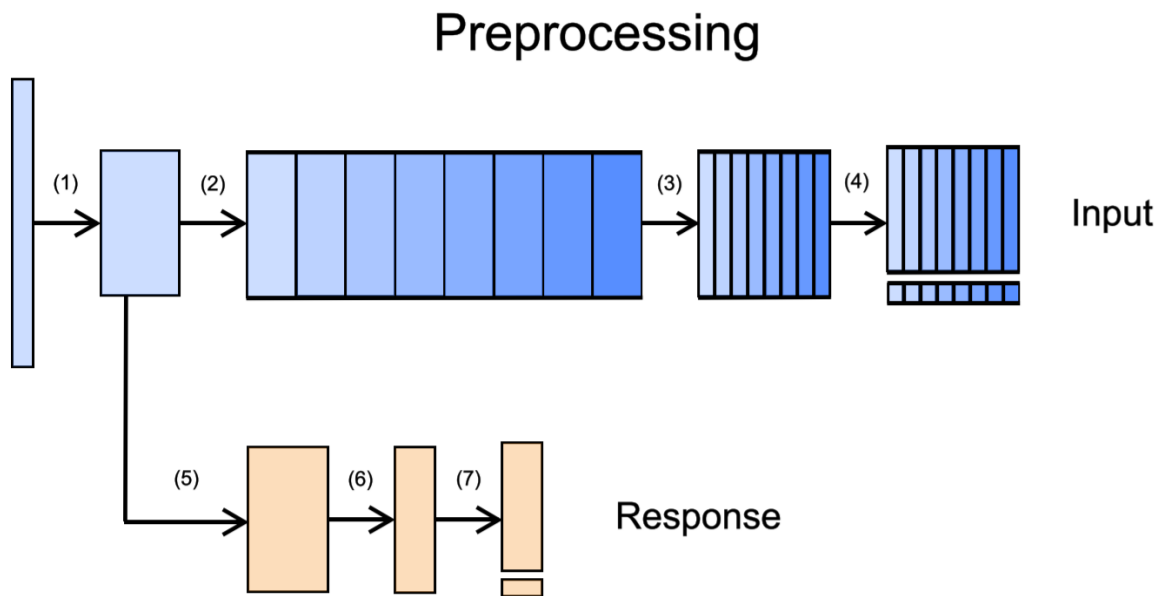 Preprocessing
(1)
(2)
(3)
(4)
Input
(5)
(6)
(7)
Response